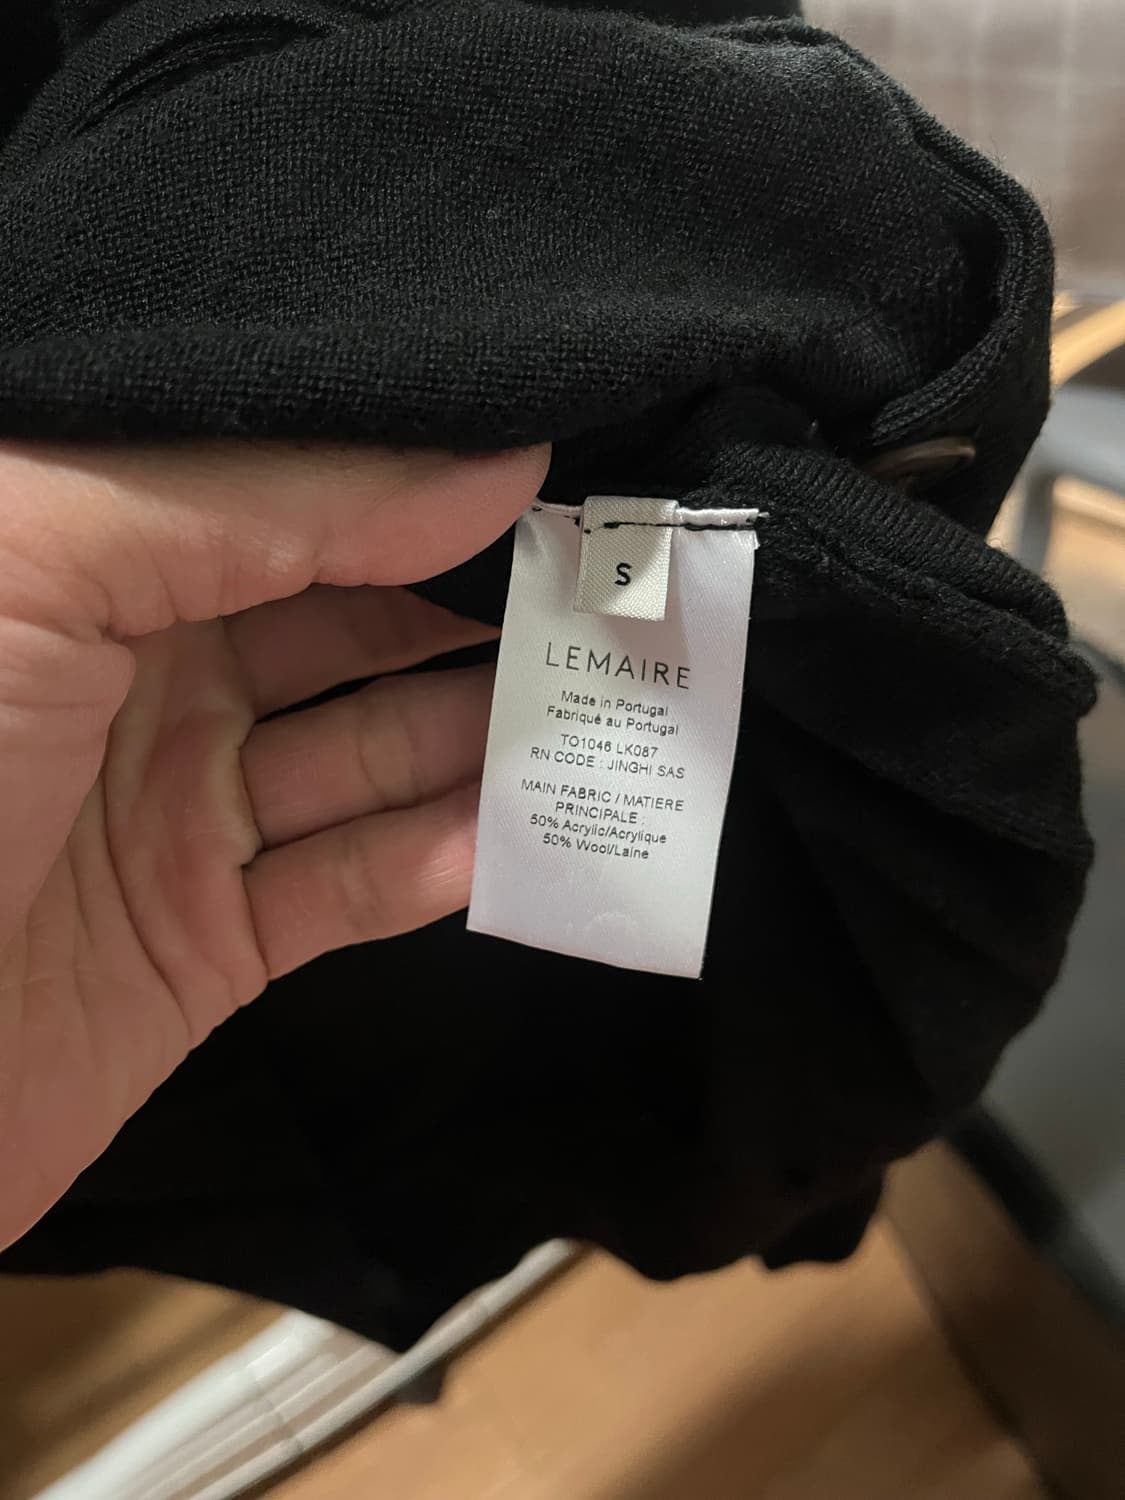 S
LEMAIRE
Made in Portugal
Fabriqué au Portugal
TO1046 LK087
RN CODE : JINGHI SAS
MAIN FABRIC / MATIERE
PRINCIPALE :
50% Acrylic/Acrylique
50% Wool/Laine